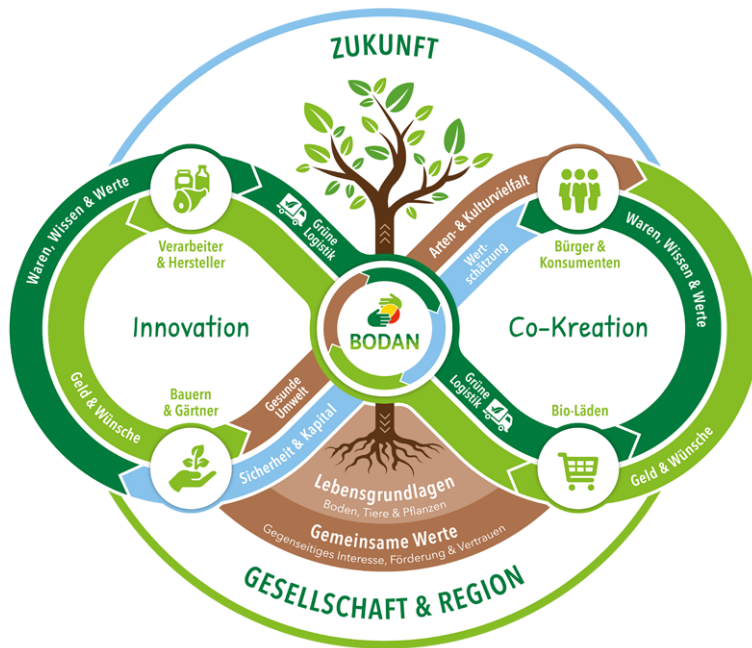 ZUKUNFT
Waren, Wissen & Werte
Verarbeiter
& Hersteller
Grüne
Logistik
Innovation
Geld & Wünsche
Bauern
& Gärtner
Gesunde
Umwelt
Sicherheit & Kapital
BODAN
Arten- & Kulturvielfalt
Wert-
schätzung
Bürger &
Konsumenten
Waren, Wissen & Werte
Co-Kreation
Grüne
Logistik
Bio-Läden
Geld & Wünsche
Lebensgrundlagen
Boden, Tiere & Pflanzen
Gemeinsame Werte
Gegenseitiges Interesse, Förderung & Vertrauen
GESELLSCHAFT & REGION